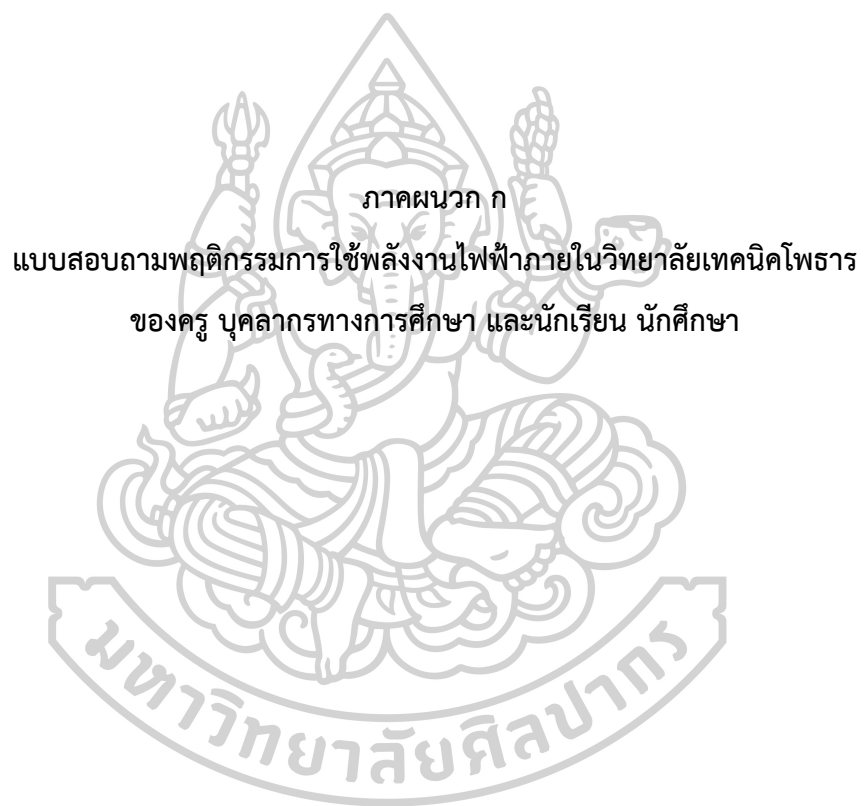 ภาคผนวก ก
แบบสอบถามพฤติกรรมการใช้พลังงานไฟฟ้าภายในวิทยาลัยเทคนิคโพธาราม
ของครู บุคลากรทางการศึกษา และนักเรียน นักศึกษา
มหาวิทยาลัยศิลปากร